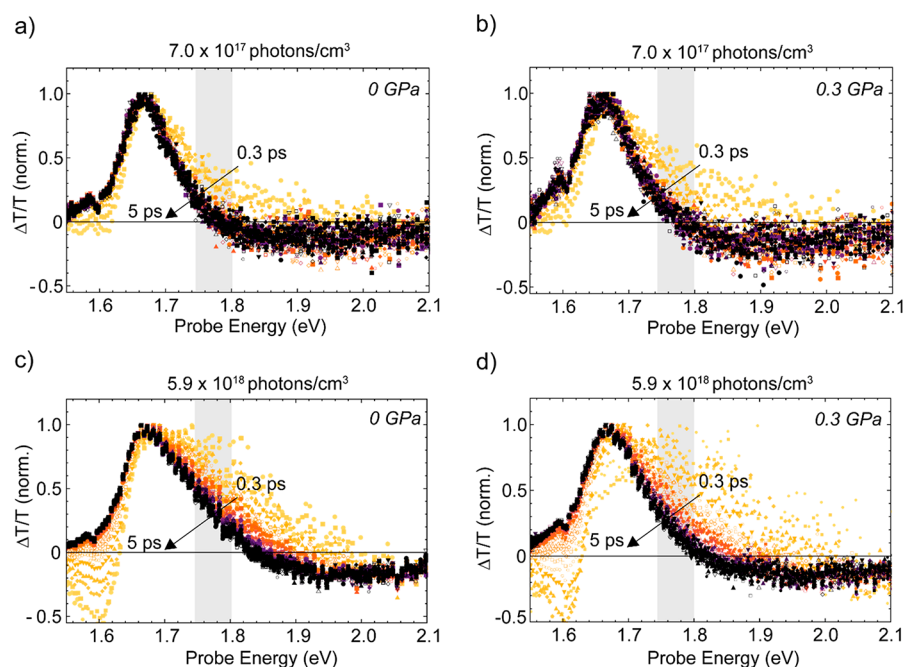 a)
7.0 x 10¹⁷ photons/cm³
0 GPa
ΔT/T (norm.)
1.0
0.5
0
-0.5
0.3 ps
5 ps
1.6 1.7 1.8 1.9 2.0 2.1
Probe Energy (eV)
b)
7.0 x 10¹⁷ photons/cm³
0.3 GPa
ΔT/T (norm.)
1.0
0.5
0
-0.5
0.3 ps
5 ps
1.6 1.7 1.8 1.9 2.0 2.1
Probe Energy (eV)
c)
5.9 x 10¹⁸ photons/cm³
0 GPa
ΔT/T (norm.)
1.0
0.5
0
-0.5
0.3 ps
5 ps
1.6 1.7 1.8 1.9 2.0 2.1
Probe Energy (eV)
d)
5.9 x 10¹⁸ photons/cm³
0.3 GPa
ΔT/T (norm.)
1.0
0.5
0
-0.5
0.3 ps
5 ps
1.6 1.7 1.8 1.9 2.0 2.1
Probe Energy (eV)